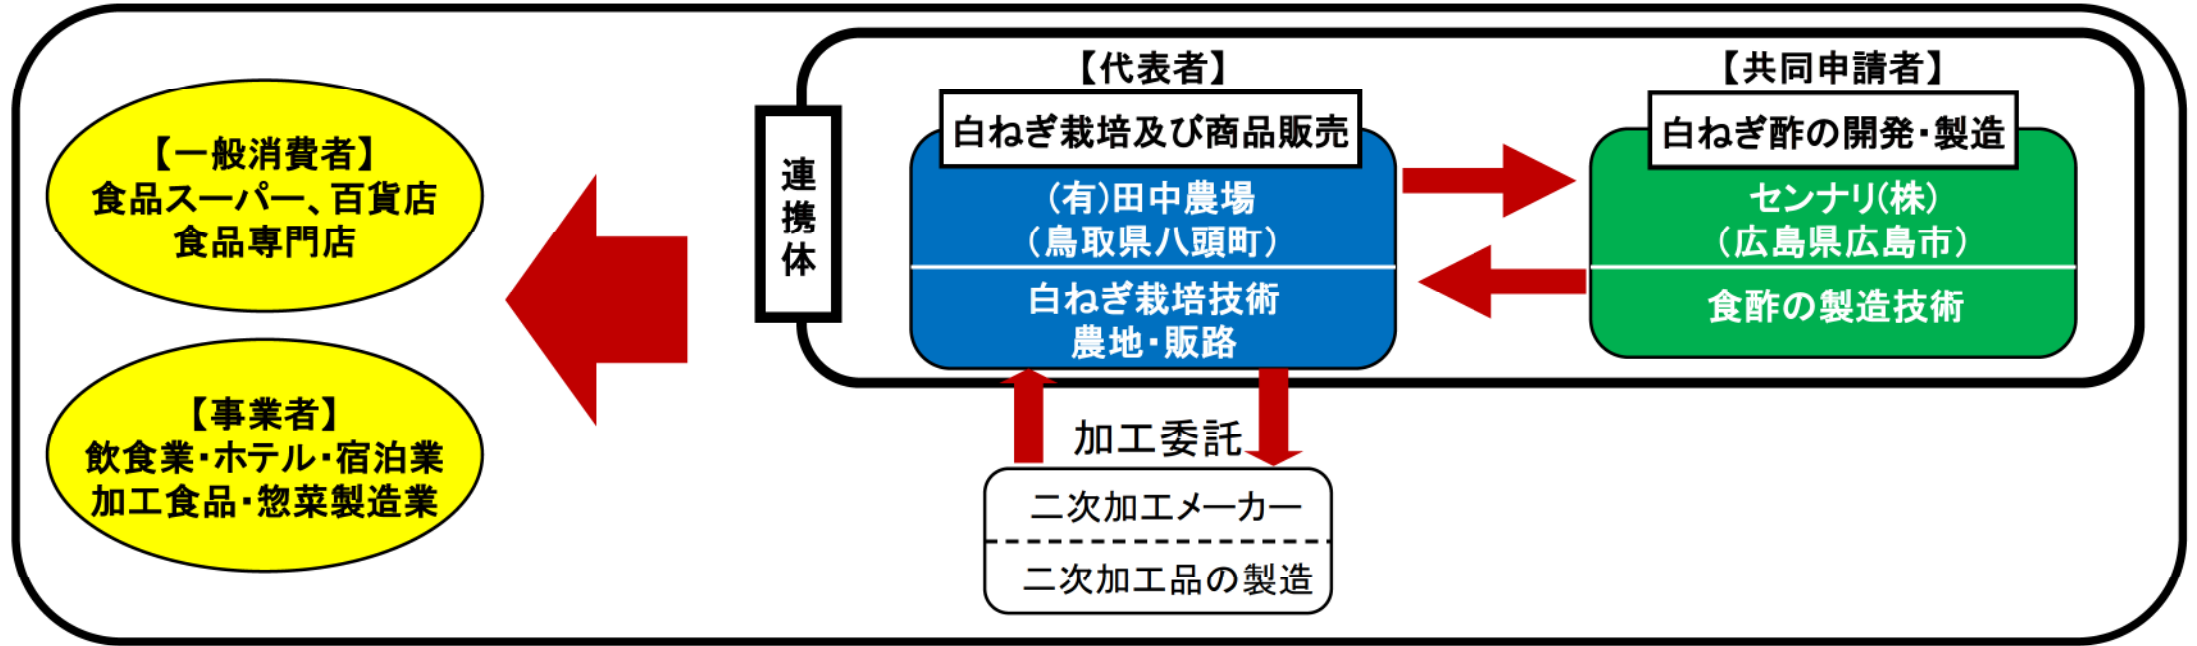 【一般消費者】
食品スーパー、百貨店
食品専門店
【事業者】
飲食業・ホテル・宿泊業
加工食品・惣菜製造業
連携体
【代表者】
白ねぎ栽培及び商品販売
(有)田中農場
(鳥取県八頭町)
白ねぎ栽培技術
農地・販路
【共同申請者】
白ねぎ酢の開発・製造
センナリ(株)
(広島県広島市)
食酢の製造技術
加工委託
二次加工メーカー
二次加工品の製造